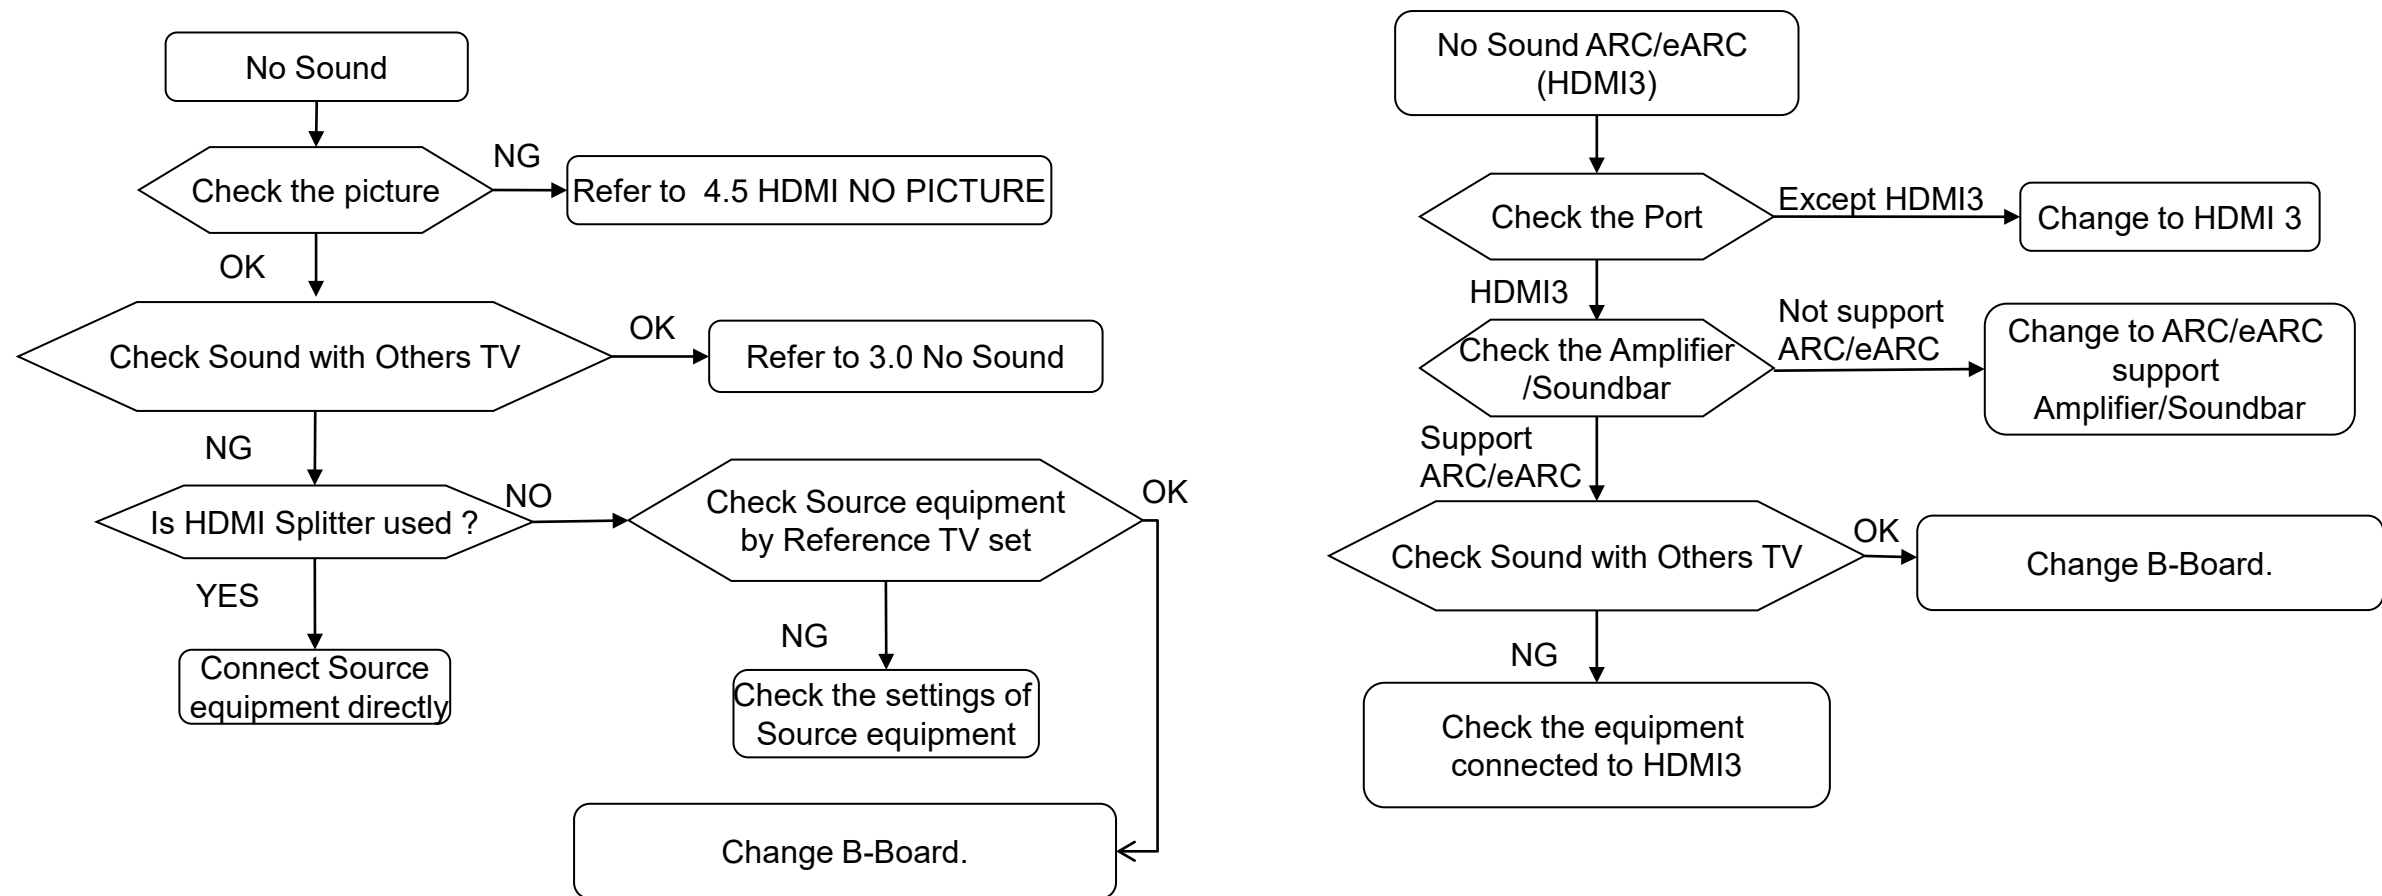 No Sound
Check the picture
NG
Refer to  4.5 HDMI NO PICTURE
OK
Check Sound with Others TV
OK
Refer to 3.0 No Sound
NG
Is HDMI Splitter used ?
NO
Check Source equipment
by Reference TV set
OK
YES
Connect Source
equipment directly
NG
Check the settings of
Source equipment
Change B-Board.
No Sound ARC/eARC
(HDMI3)
Check the Port
Except HDMI3
Change to HDMI 3
HDMI3
Check the Amplifier
/Soundbar
Not support
ARC/eARC
Change to ARC/eARC
support
Amplifier/Soundbar
Support
ARC/eARC
Check Sound with Others TV
OK
Change B-Board.
NG
Check the equipment
connected to HDMI3